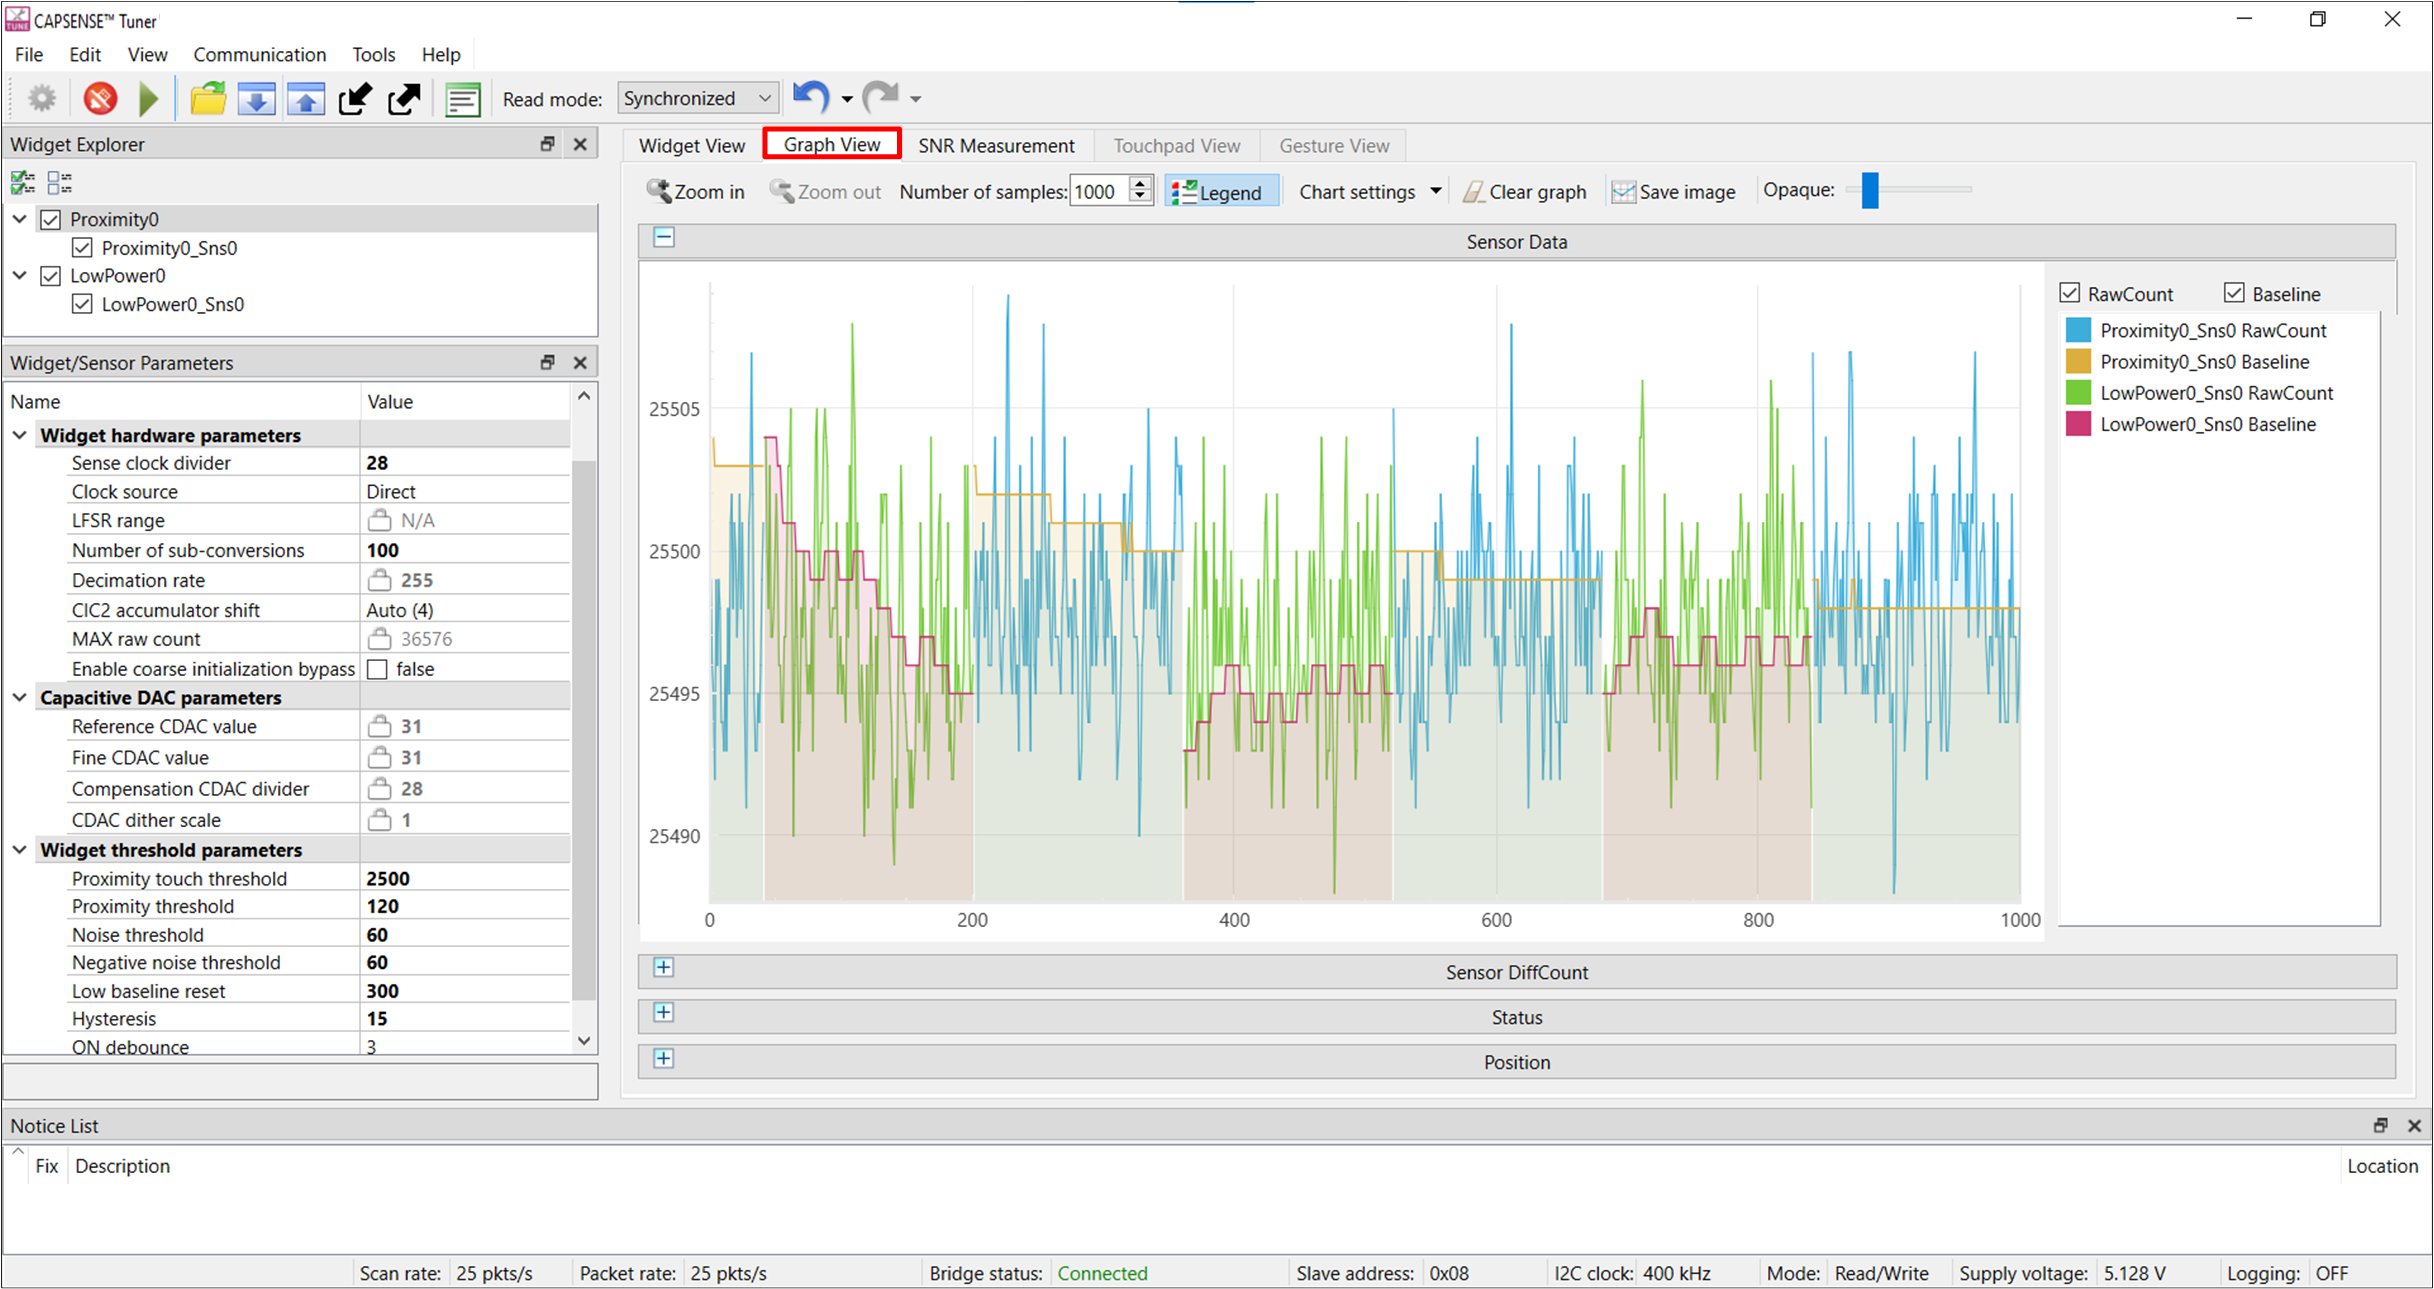 CAPSENSE™ Tuner
File Edit View Communication Tools Help
Read mode: Synchronized
Widget Explorer
Proximity0
Proximity0_Sns0
LowPower0
LowPower0_Sns0
Widget/Sensor Parameters
Name Value
Widget hardware parameters
Sense clock divider 28
Clock source Direct
LFSR range N/A
Number of sub-conversions 100
Decimation rate 255
CIC2 accumulator shift Auto (4)
MAX raw count 36576
Enable coarse initialization bypass false
Capacitive DAC parameters
Reference CDAC value 31
Fine CDAC value 31
Compensation CDAC divider 28
CDAC dither scale 1
Widget threshold parameters
Proximity touch threshold 2500
Proximity threshold 120
Noise threshold 60
Negative noise threshold 60
Low baseline reset 300
Hysteresis 15
ON debounce 3
Widget View Graph View SNR Measurement Touchpad View Gesture View
Zoom in Zoom out Number of samples: 1000 Legend Chart settings Clear graph Save image Opaque:
Sensor Data
25505
25500
25495
25490
0 200 400 600 800 1000
RawCount Baseline
Proximity0_Sns0 RawCount
Proximity0_Sns0 Baseline
LowPower0_Sns0 RawCount
LowPower0_Sns0 Baseline
Sensor DiffCount
Status
Position
Notice List
Fix Description Location
Scan rate: 25 pkts/s Packet rate: 25 pkts/s Bridge status: Connected Slave address: 0x08 I2C clock: 400 kHz Mode: Read/Write Supply voltage: 5.128 V Logging: OFF